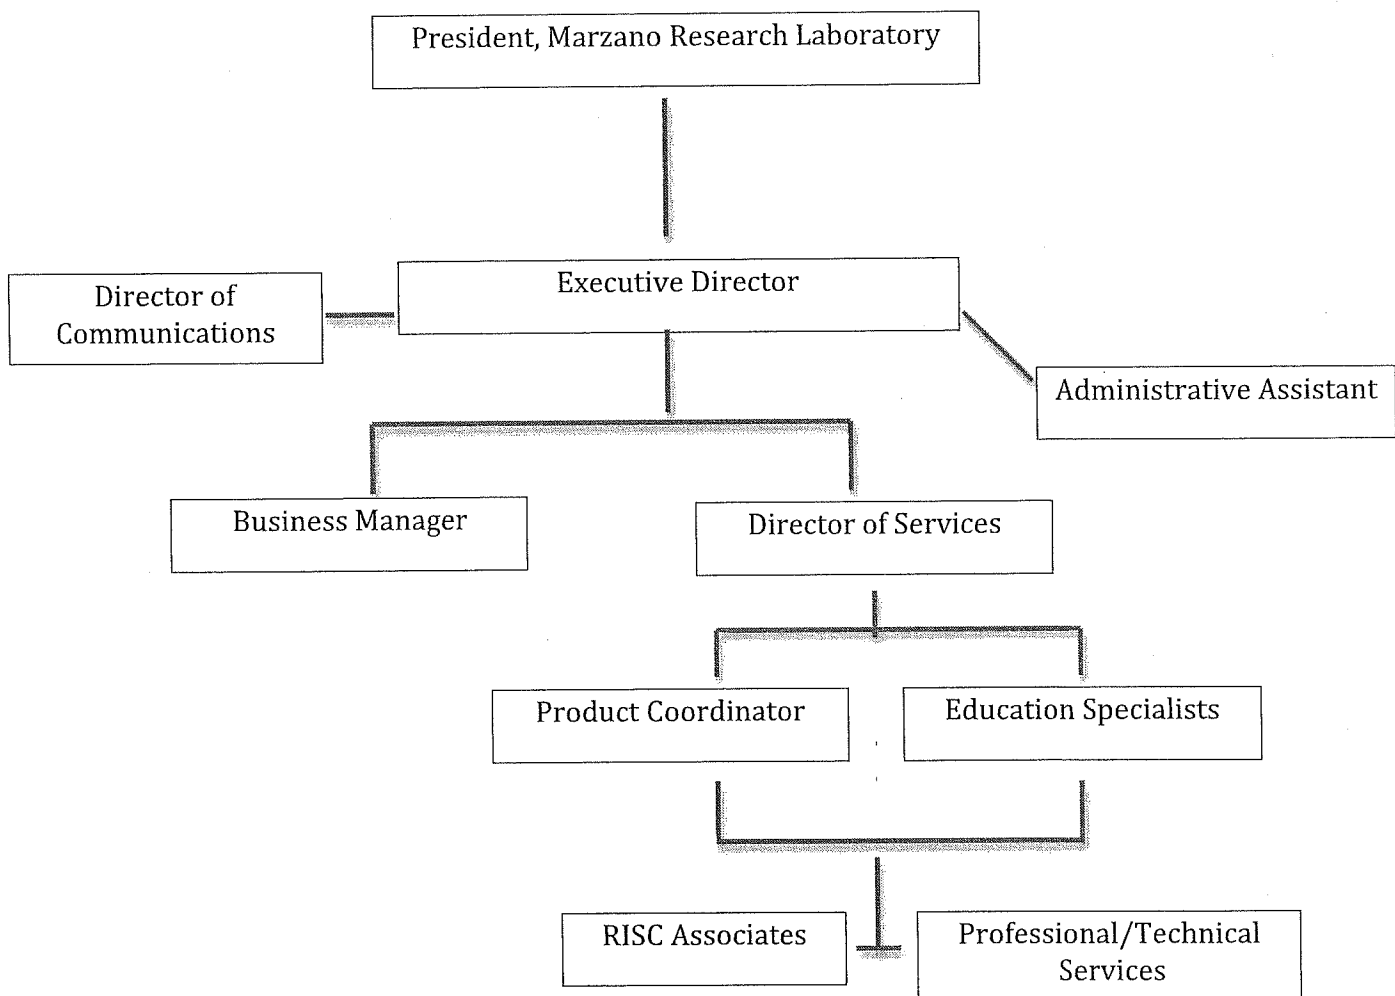 President, Marzano Research Laboratory
Executive Director
Director of
Communications
Administrative Assistant
Business Manager
Director of Services
Product Coordinator
Education Specialists
RISC Associates
Professional/Technical
Services